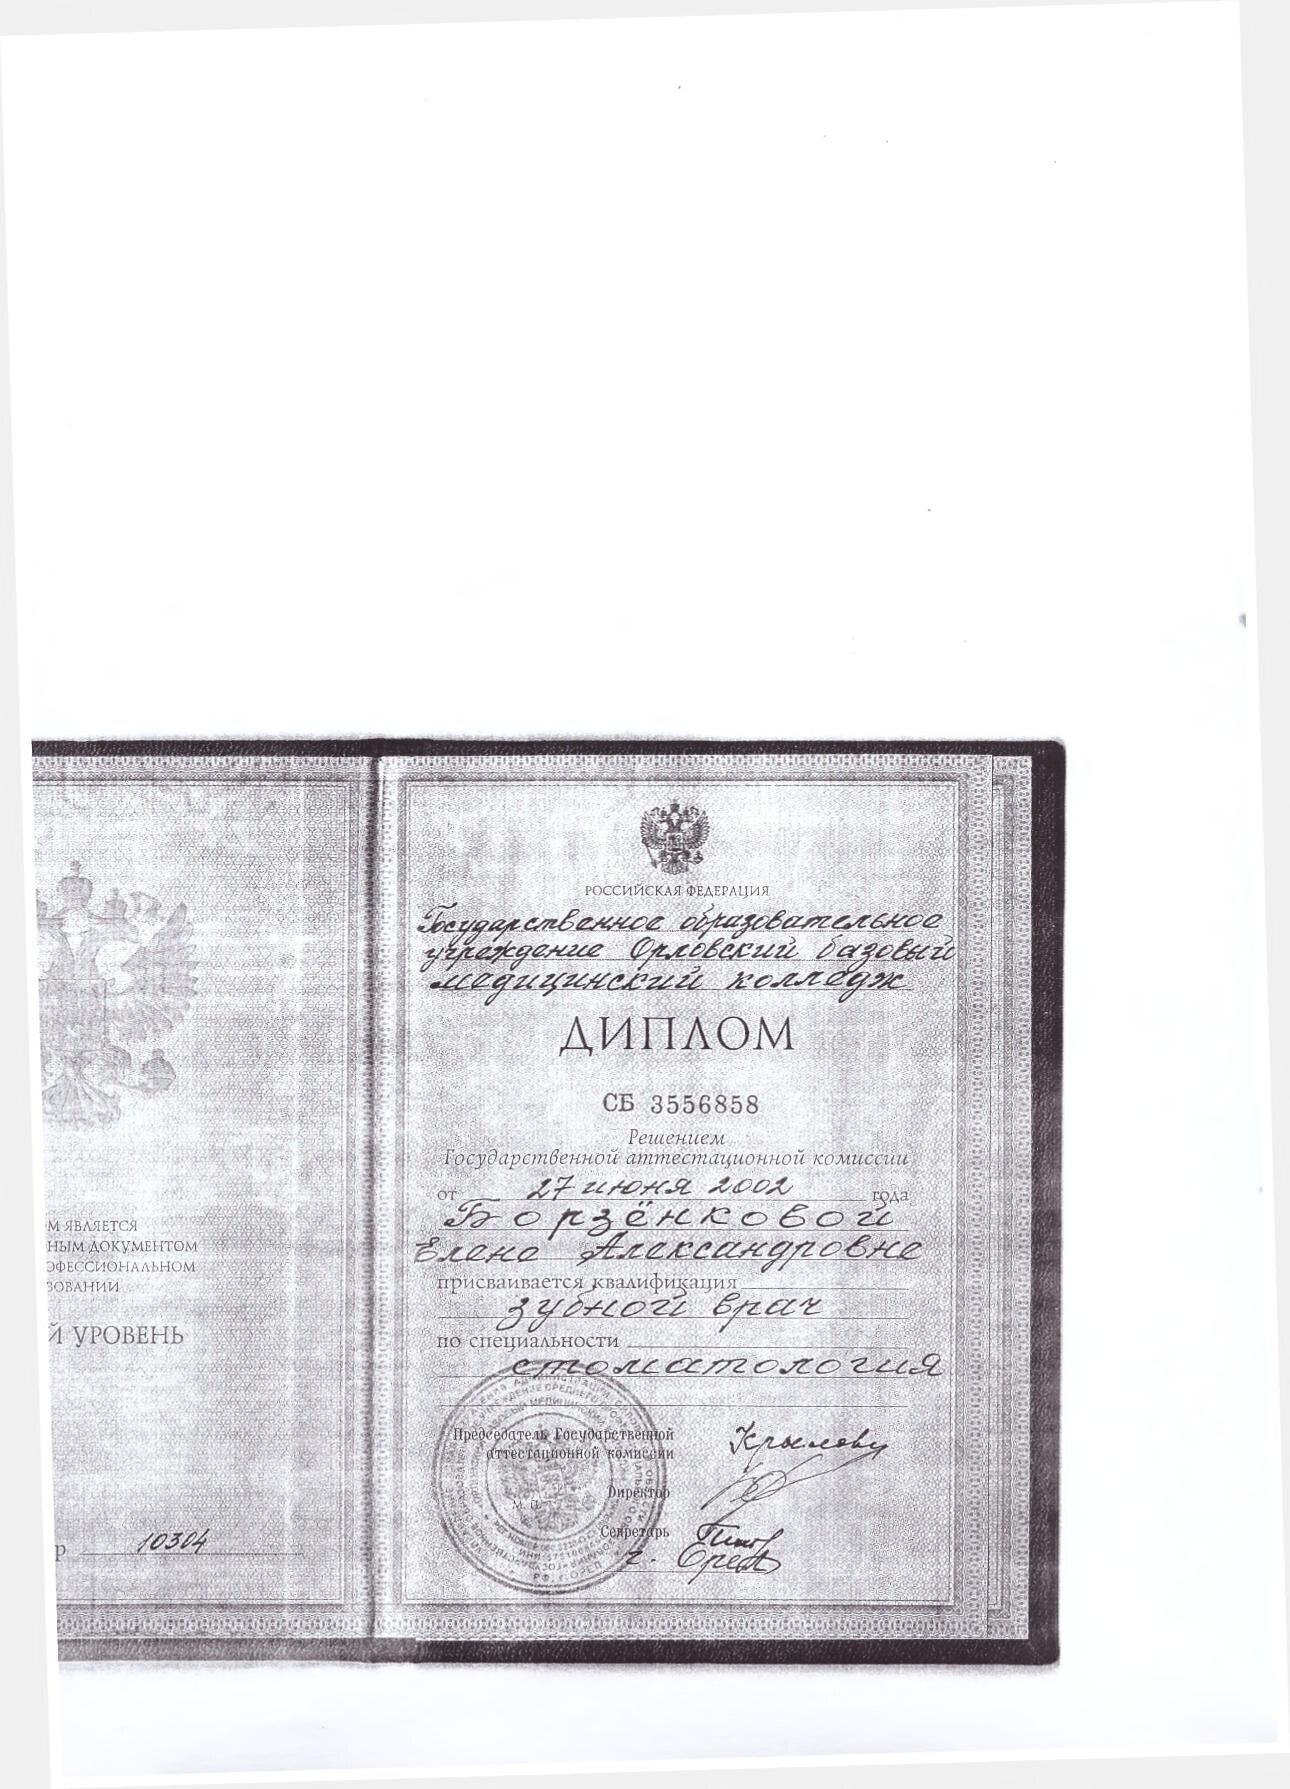 М ЯВЛЯЕТСЯ
НЫМ ДОКУМЕНТОМ
ОФЕССИОНАЛЬНОМ
ЗОВАНИИ
Й УРОВЕНЬ
р 10304
РОССИЙСКАЯ ФЕДЕРАЦИЯ
Государственное образовательное
учреждение Орловский базовый
медицинский колледж
ДИПЛОМ
СБ 3556858
Решением
Государственной аттестационной комиссии
от 27 июня 2002 года
Борзёнковой
Елене Александровне
присваивается квалификация
зубной врач
по специальности
стоматология
Председатель Государственной
аттестационной комиссии
Директор
М. П.
Секретарь
г. Орел